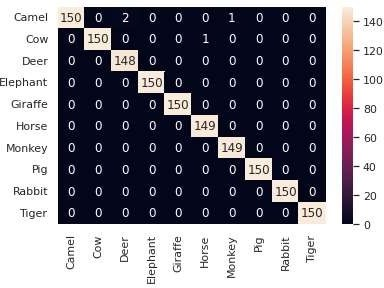 Camel 150 0 2 0 0 0 1 0 0 0
Cow 0 150 0 0 0 1 0 0 0 0
Deer 0 0 148 0 0 0 0 0 0 0
Elephant 0 0 0 150 0 0 0 0 0 0
Giraffe 0 0 0 0 150 0 0 0 0 0
Horse 0 0 0 0 0 149 0 0 0 0
Monkey 0 0 0 0 0 0 149 0 0 0
Pig 0 0 0 0 0 0 0 150 0 0
Rabbit 0 0 0 0 0 0 0 0 150 0
Tiger 0 0 0 0 0 0 0 0 0 150
Camel
Cow
Deer
Elephant
Giraffe
Horse
Monkey
Pig
Rabbit
Tiger
140
120
100
80
60
40
20
0